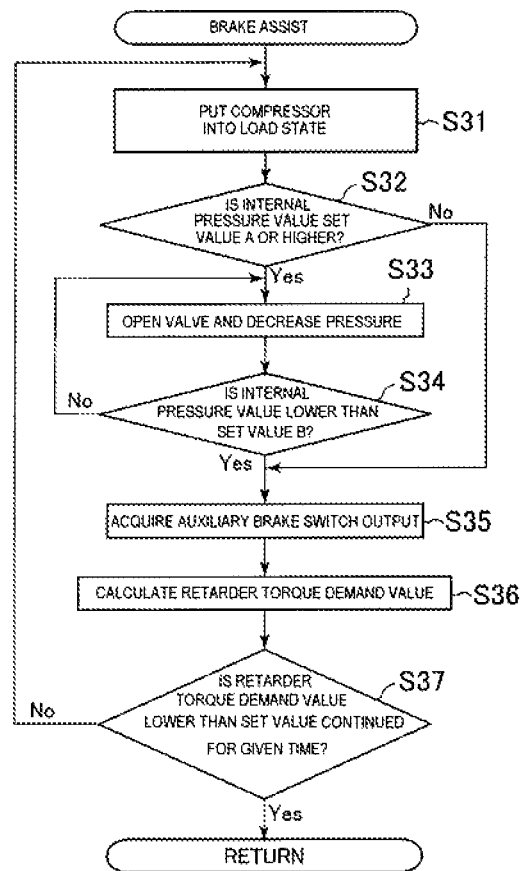 BRAKE ASSIST
PUT COMPRESSOR
INTO LOAD STATE
S31
S32
IS INTERNAL
PRESSURE VALUE SET
VALUE A OR HIGHER?
No
Yes
S33
OPEN VALVE AND DECREASE PRESSURE
S34
IS INTERNAL
PRESSURE VALUE LOWER THAN
SET VALUE B?
No
Yes
ACQUIRE AUXILIARY BRAKE SWITCH OUTPUT
S35
CALCULATE RETARDER TORQUE DEMAND VALUE
S36
S37
IS RETARDER
TORQUE DEMAND VALUE
LOWER THAN SET VALUE CONTINUED
FOR GIVEN TIME?
No
Yes
RETURN